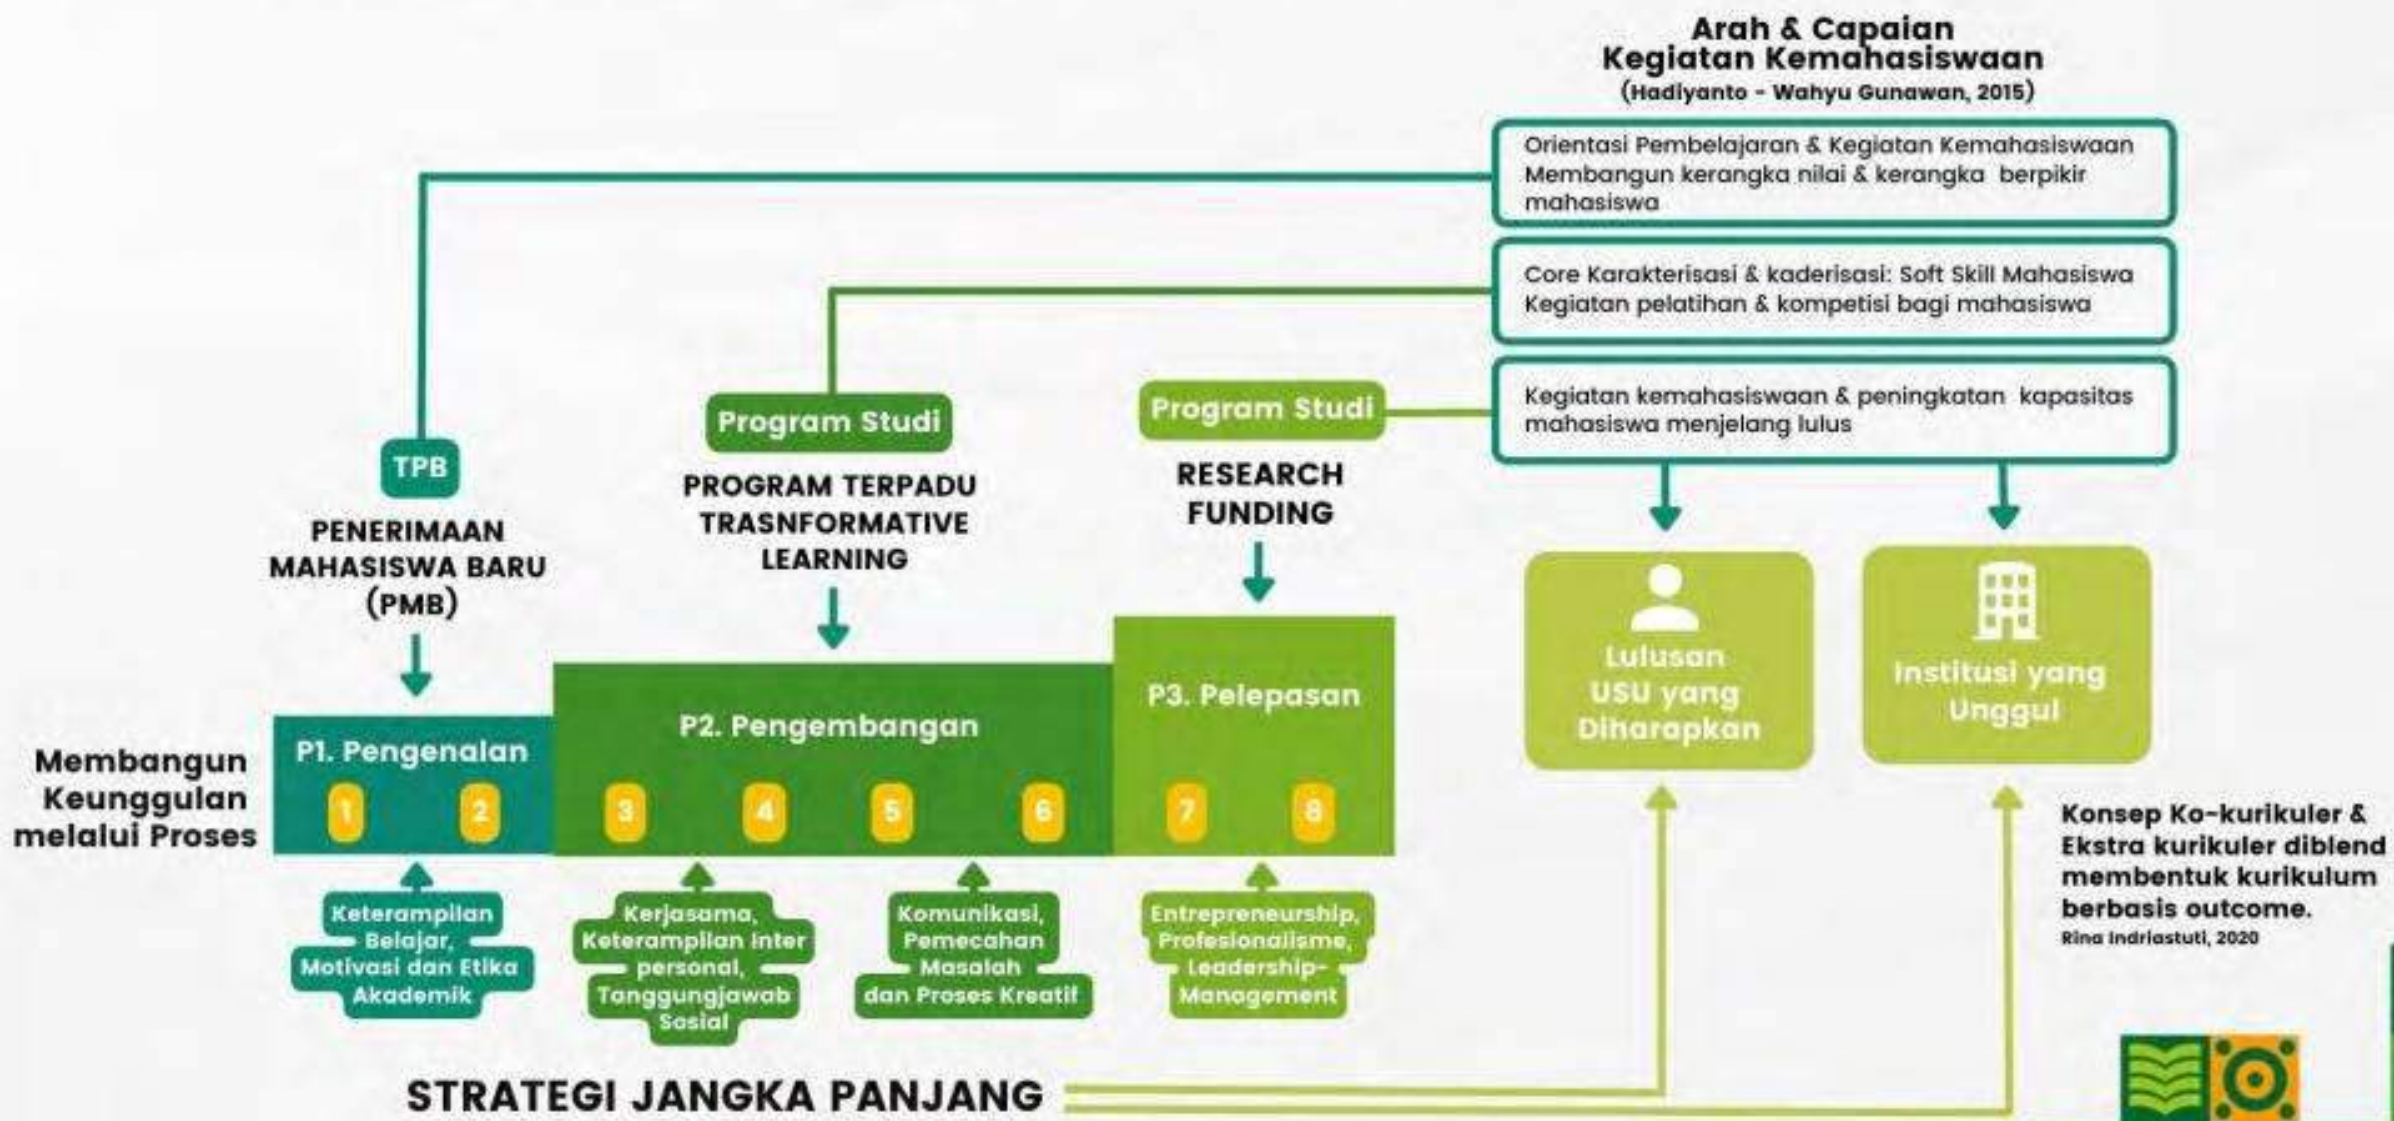 Arah & Capaian
Kegiatan Kemahasiswaan
(Hadiyanto - Wahyu Gunawan, 2015)
Orientasi Pembelajaran & Kegiatan Kemahasiswaan
Membangun kerangka nilai & kerangka berpikir
mahasiswa
Core Karakterisasi & kaderisasi: Soft Skill Mahasiswa
Kegiatan pelatihan & kompetisi bagi mahasiswa
Kegiatan kemahasiswaan & peningkatan kapasitas
mahasiswa menjelang lulus
TPB
PENERIMAAN
MAHASISWA BARU
(PMB)
Program Studi
PROGRAM TERPADU
TRASNFORMATIVE
LEARNING
Program Studi
RESEARCH
FUNDING
Lulusan
USU yang
Diharapkan
Institusi yang
Unggul
Membangun
Keunggulan
melalui Proses
P1. Pengenalan
1
2
P2. Pengembangan
3
4
5
6
P3. Pelepasan
7
8
Keterampilan
Belajar,
Motivasi dan Etika
Akademik
Kerjasama,
Keterampilan Inter
personal,
Tanggungjawab
Sosial
Komunikasi,
Pemecahan
Masalah
dan Proses Kreatif
Entrepreneurship,
Profesionalisme,
Leadership-
Management
Konsep Ko-kurikuler &
Ekstra kurikuler diblend
membentuk kurikulum
berbasis outcome.
Rina Indriastuti, 2020
STRATEGI JANGKA PANJANG